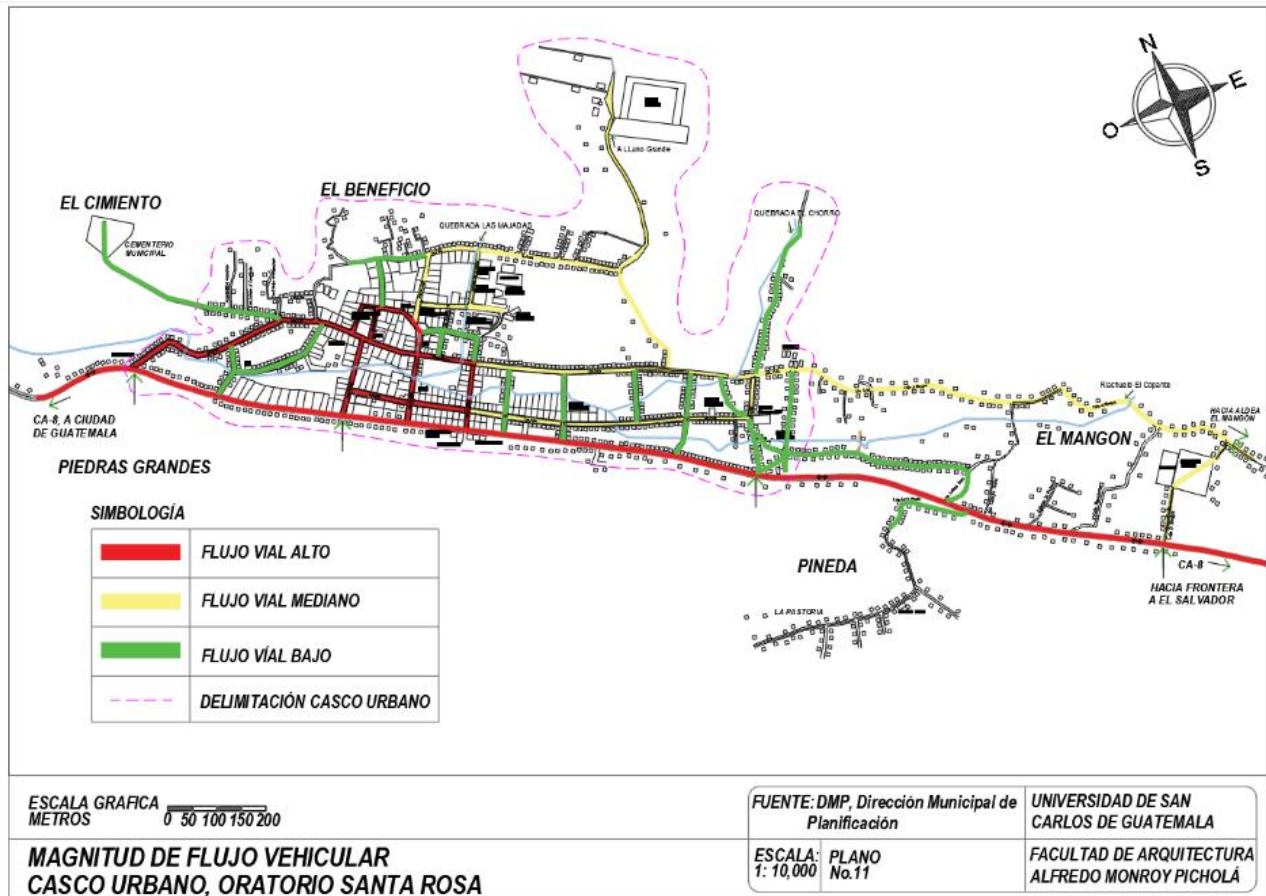 N
E
O
S
A LLano Grande
EL BENEFICIO
EL CIMIENTO
QUEBRADA EL CHORRO
QUEBRADA LAS MAJADAS
CEMENTERIO
MUNICIPAL
Riachuelo El Copante
HACIA ALDEA
EL MANGON
CA-8, A CIUDAD
DE GUATEMALA
EL MANGON
PIEDRAS GRANDES
SIMBOLOGÍA
FLUJO VIAL ALTO
FLUJO VIAL MEDIANO
FLUJO VÍAL BAJO
DELIMITACIÓN CASCO URBANO
PINEDA
CA-8
HACIA FRONTERA
A EL SALVADOR
LA PASTORIA
ESCALA GRAFICA
METROS
0 50 100 150 200
MAGNITUD DE FLUJO VEHICULAR
CASCO URBANO, ORATORIO SANTA ROSA
FUENTE: DMP, Dirección Municipal de
Planificación
UNIVERSIDAD DE SAN
CARLOS DE GUATEMALA
ESCALA:
1: 10,000
PLANO
No.11
FACULTAD DE ARQUITECTURA
ALFREDO MONROY PICHOLÁ